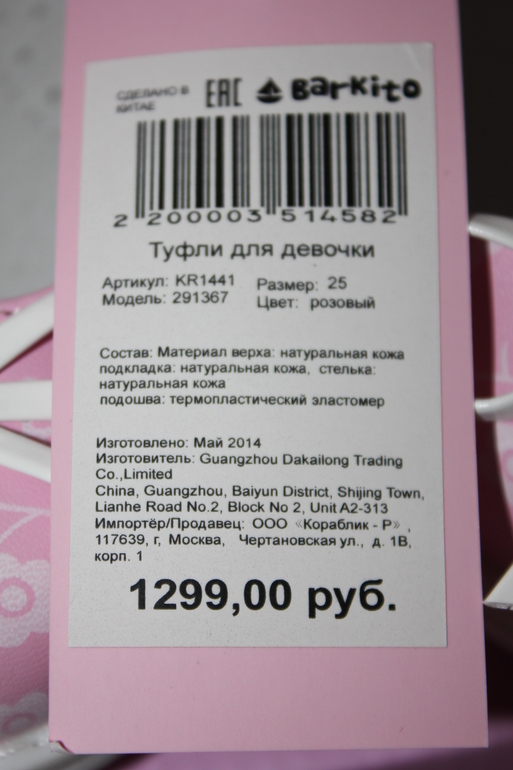 СДЕЛАНО В
КИТАЕ
EAC Barkito
2 200003 514582
Туфли для девочки
Артикул: KR1441 Размер: 25
Модель: 291367 Цвет: розовый
Состав: Материал верха: натуральная кожа
подкладка: натуральная кожа, стелька:
натуральная кожа
подошва: термопластический эластомер
Изготовлено: Май 2014
Изготовитель: Guangzhou Dakailong Trading
Co.,Limited
China, Guangzhou, Baiyun District, Shijing Town,
Lianhe Road No.2, Block No 2, Unit A2-313
Импортёр/Продавец: ООО «Кораблик - Р» ,
117639, г, Москва, Чертановская ул., д. 1В,
корп. 1
1299,00 руб.